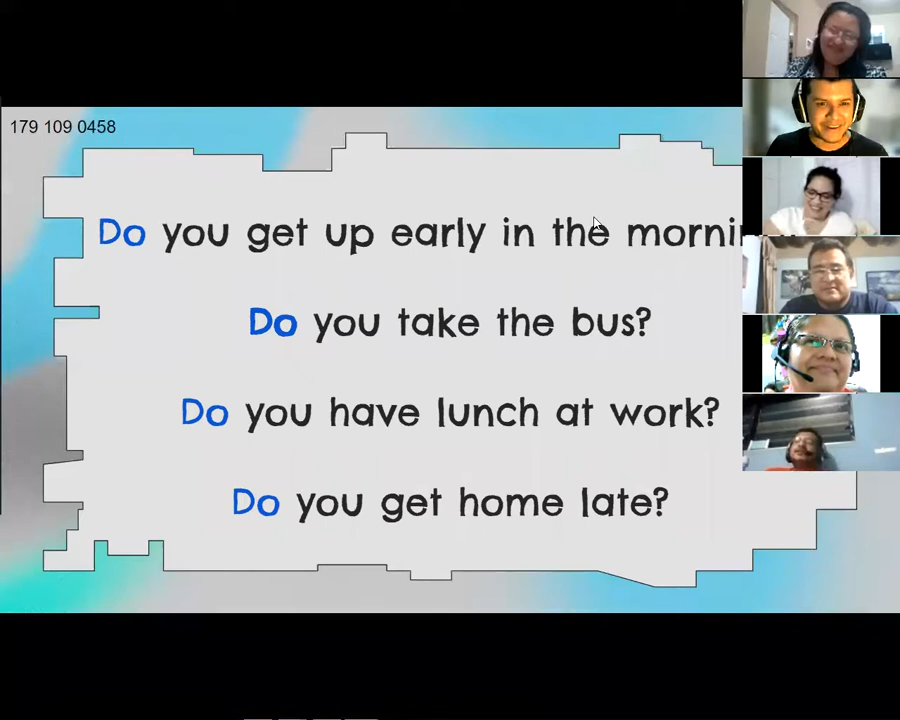 179 109 0458
Do you get up early in the
Do you take the bus?
Do you have lunch at work?
Do you get home late?